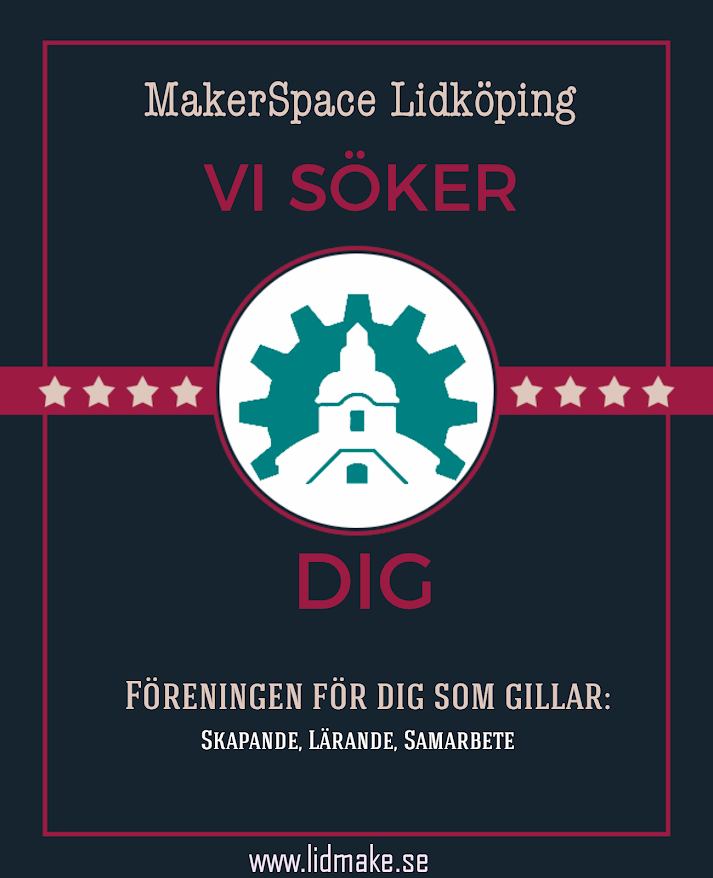 MakerSpace Lidköping
VI SÖKER
DIG
Föreningen för dig som gillar:
Skapande, Lärande, Samarbete
www.lidmake.se